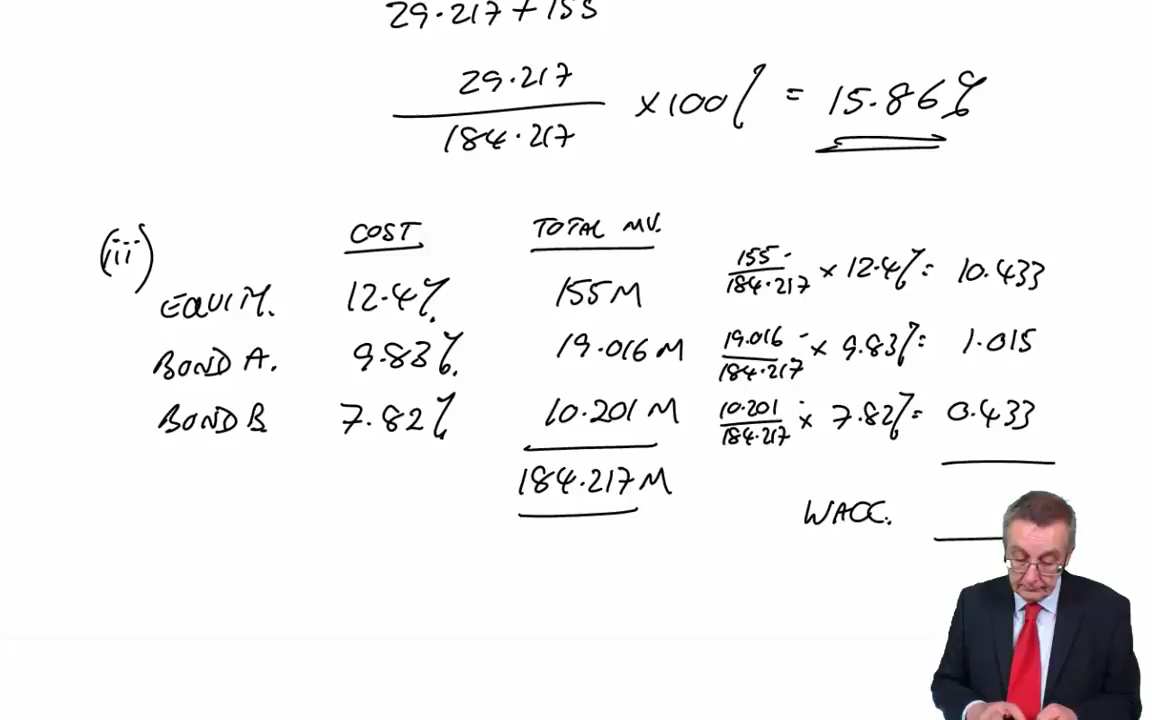 29.217 + 155
29.217
184.217
x 100% = 15.86%
(iii)
COST
TOTAL MV.
EQUITY. 12.4% 155M 155/184.217 x 12.4% = 10.433
BOND A. 9.83% 19.016M 19.016/184.217 x 9.83% = 1.015
BOND B 7.82% 10.201M 10.201/184.217 x 7.82% = 0.433
184.217M
WACC.